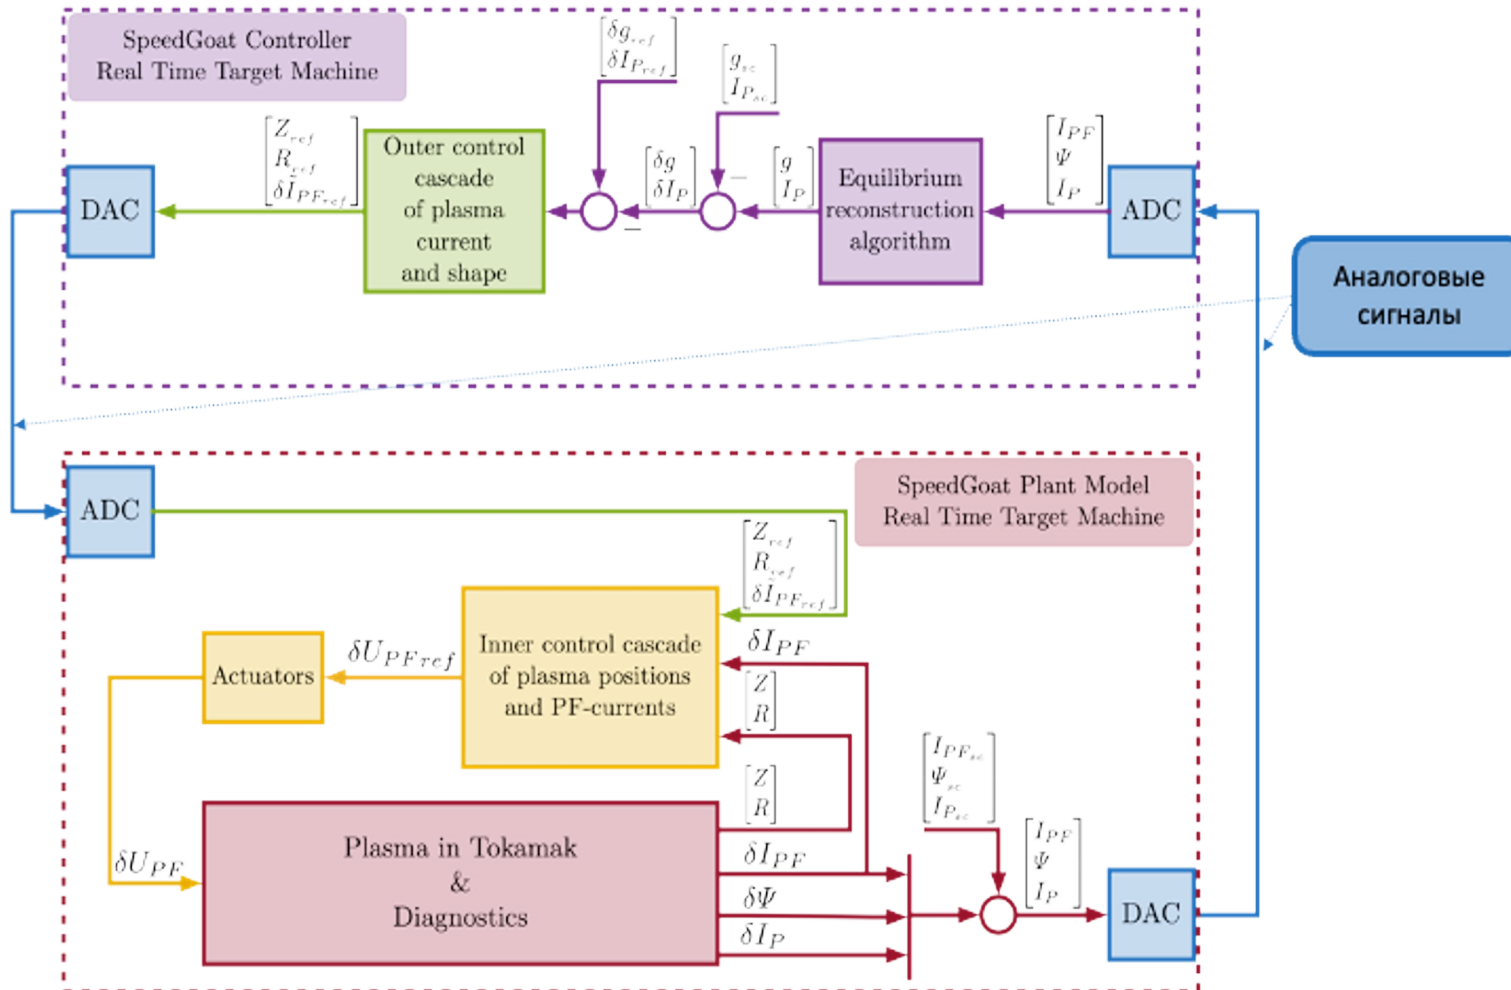 SpeedGoat Controller
Real Time Target Machine
δg_ref
δI_P_ref
g_sc
I_P_sc
Z_ref
R_ref
δĨ_PF_ref
Outer control
cascade
of plasma
current
and shape
δg
δI_P
−
−
g
I_P
Equilibrium
reconstruction
algorithm
I_PF
Ψ
I_P
DAC
ADC
Аналоговые
сигналы
ADC
SpeedGoat Plant Model
Real Time Target Machine
Z_ref
R_ref
δĨ_PF_ref
Actuators
δU_PFref
Inner control cascade
of plasma positions
and PF-currents
δI_PF
Z
R
Z
R
δU_PF
Plasma in Tokamak
&
Diagnostics
δI_PF
δΨ
δI_P
I_PF_sc
Ψ_sc
I_P_sc
I_PF
Ψ
I_P
DAC